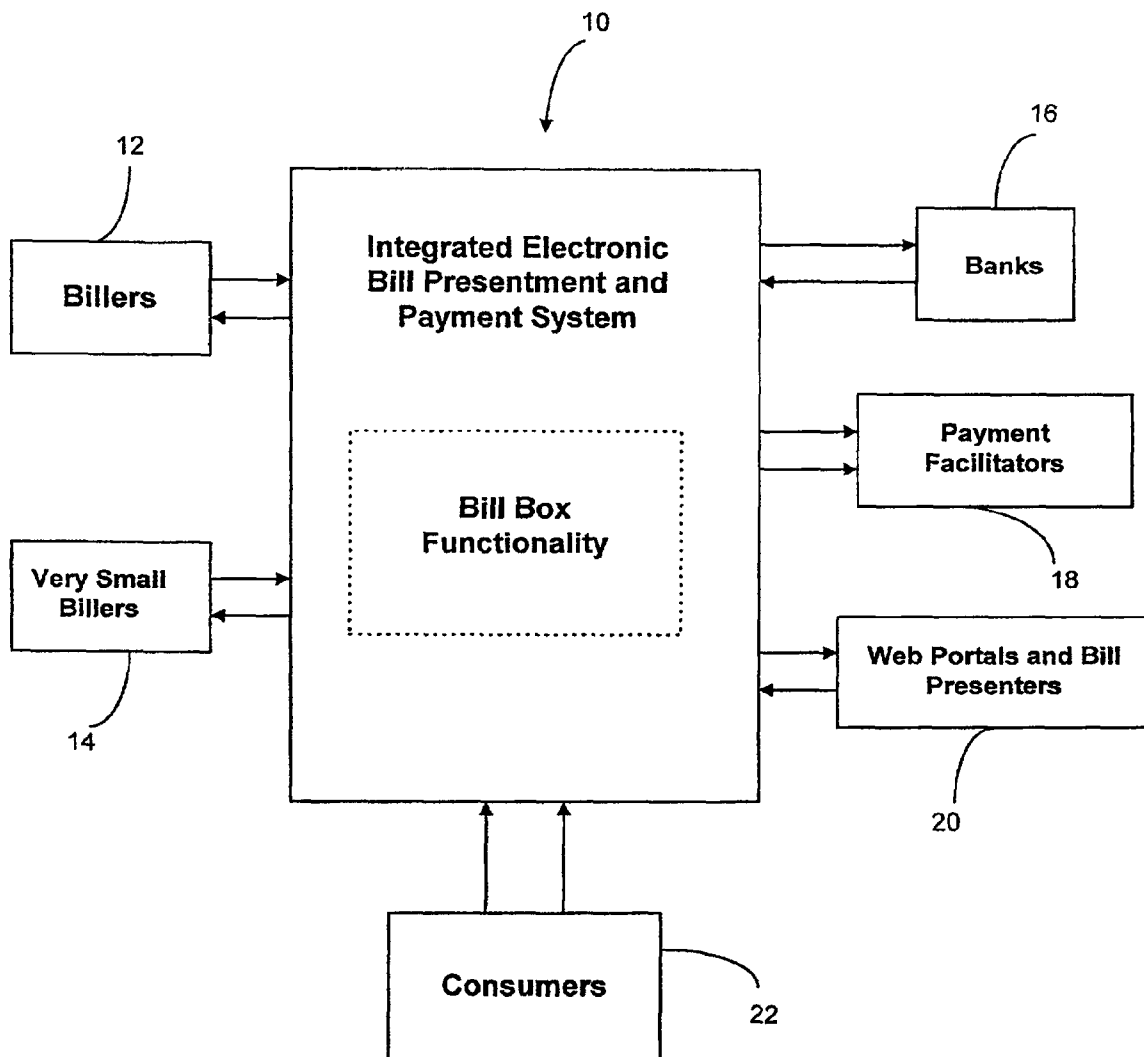 10
16
12
Integrated Electronic
Bill Presentment and
Payment System
Banks
Billers
Payment
Facilitators
Bill Box
Functionality
18
Very Small
Billers
Web Portals and Bill
Presenters
14
20
Consumers
22